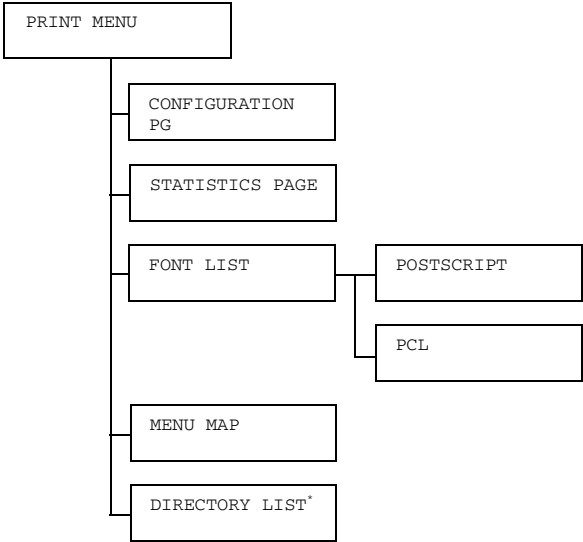 PRINT MENU
CONFIGURATION
PG
STATISTICS PAGE
FONT LIST
POSTSCRIPT
PCL
MENU MAP
DIRECTORY LIST*